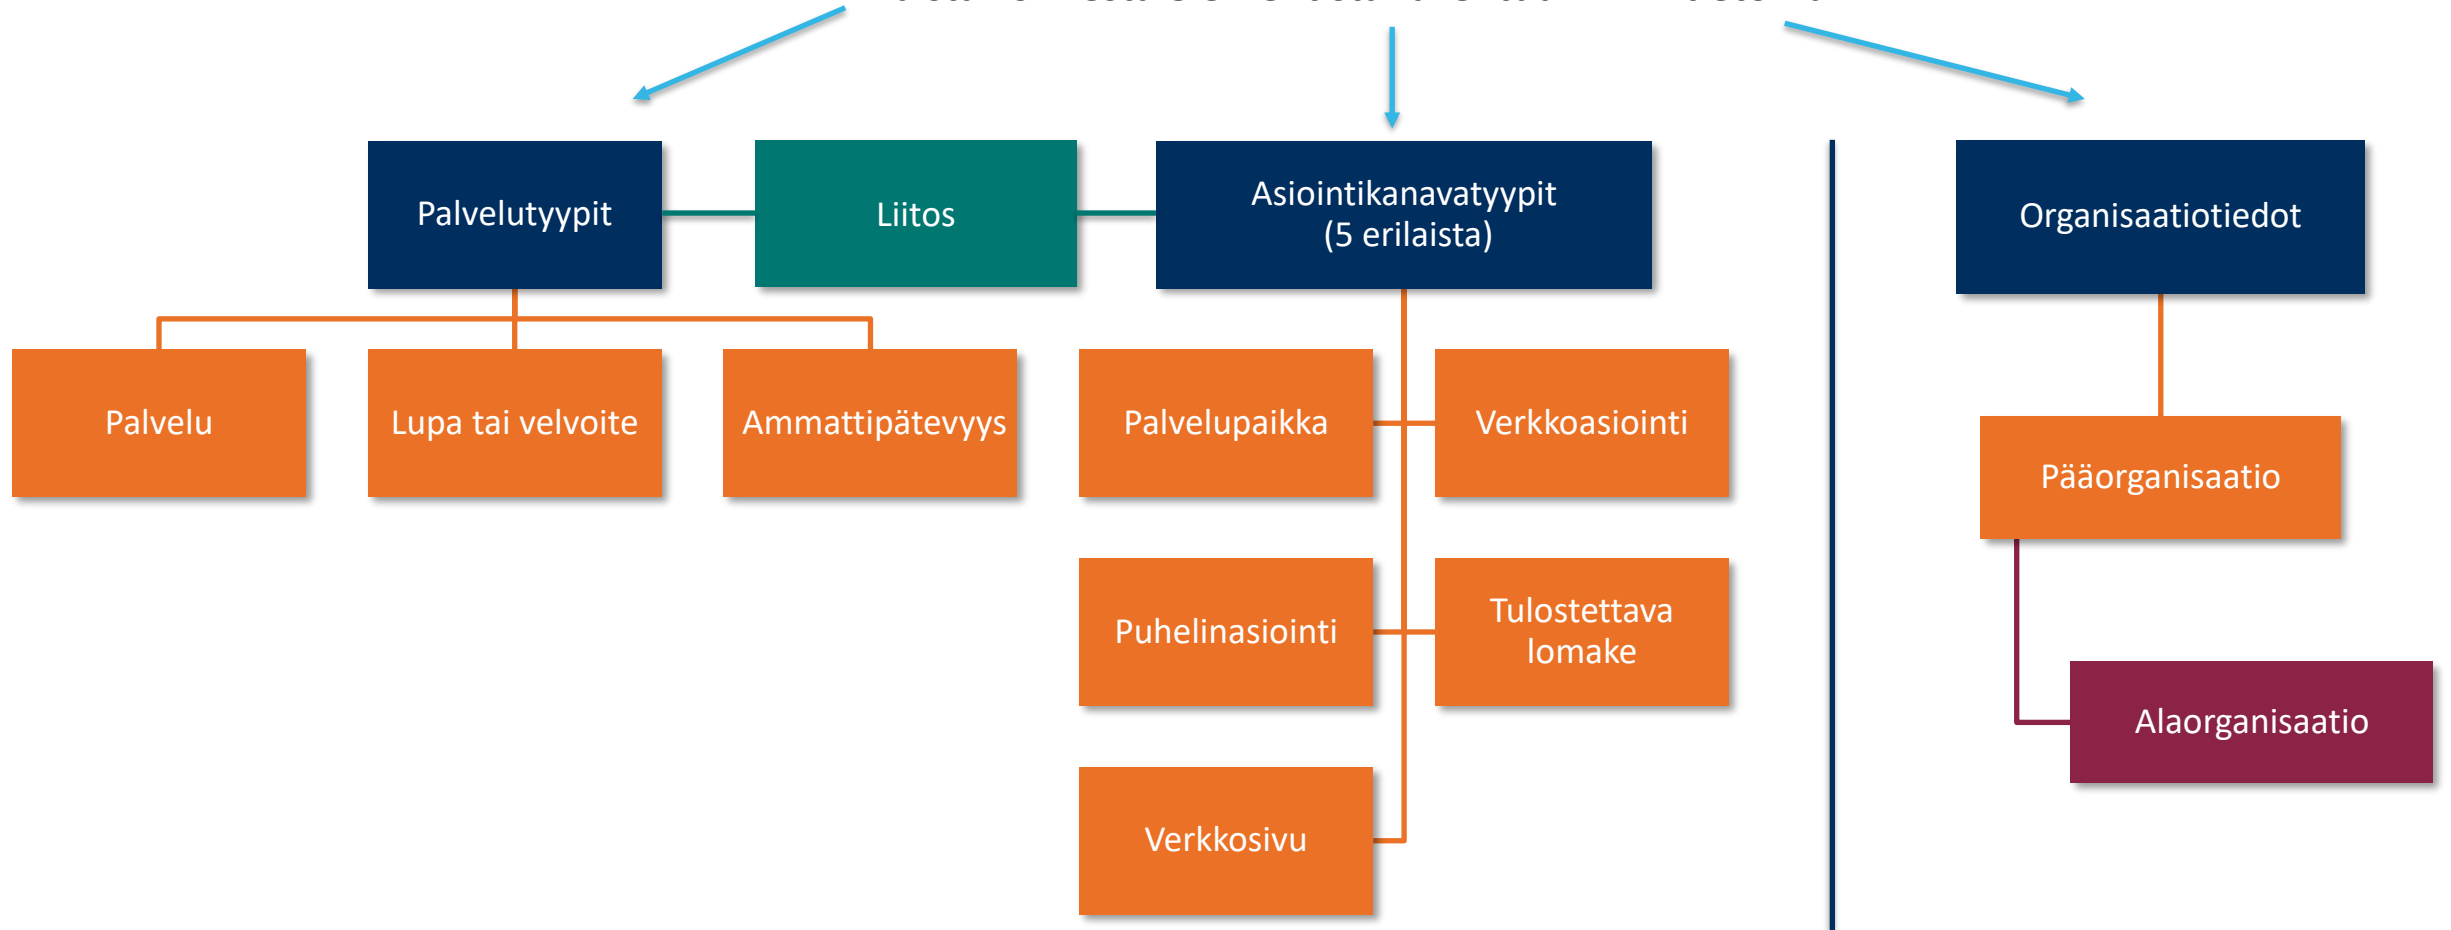 Palvelutyypit
Liitos
Asiointikanavatyypit
(5 erilaista)
Organisaatiotiedot
Palvelu
Lupa tai velvoite
Ammattipätevyys
Palvelupaikka
Verkkoasiointi
Pääorganisaatio
Puhelinasiointi
Tulostettava
lomake
Alaorganisaatio
Verkkosivu